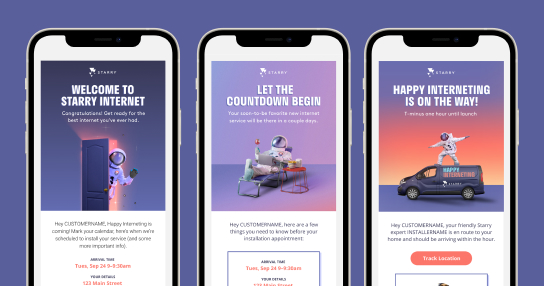 STARRY
WELCOME TO
STARRY INTERNET
Congratulations! Get ready for the
best internet you've ever had.
Hey CUSTOMERNAME, Happy Interneting is
coming! Mark your calendar, here's when we're
scheduled to install your service (and some
more important info).
ARRIVAL TIME
Tues, Sep 24 9-9:30am
YOUR DETAILS
123 Main Street
STARRY
LET THE
COUNTDOWN BEGIN
Your soon-to-be favorite new internet
service will be there in a couple days.
Hey CUSTOMERNAME, here are a few
things you need to know before your
installation appointment:
ARRIVAL TIME
Tues, Sep 24 9-9:30am
YOUR DETAILS
123 Main Street
STARRY
HAPPY INTERNETING
IS ON THE WAY!
T-minus one hour until launch
HAPPY
INTERNETING
STARRY
Hey CUSTOMERNAME, your friendly Starry
expert INSTALLERNAME is en route to your
home and should be arriving within the hour.
Track Location